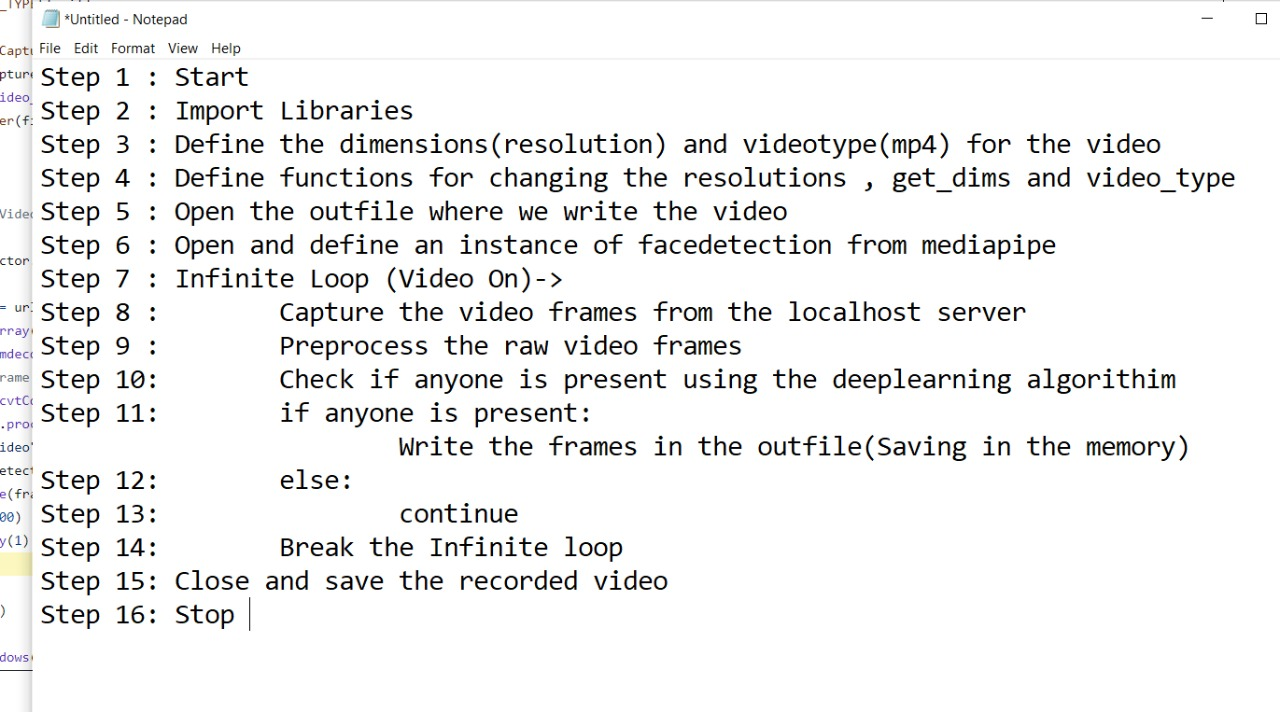 *Untitled - Notepad
File Edit Format View Help
Step 1 : Start
Step 2 : Import Libraries
Step 3 : Define the dimensions(resolution) and videotype(mp4) for the video
Step 4 : Define functions for changing the resolutions , get_dims and video_type
Step 5 : Open the outfile where we write the video
Step 6 : Open and define an instance of facedetection from mediapipe
Step 7 : Infinite Loop (Video On)->
Step 8 : Capture the video frames from the localhost server
Step 9 : Preprocess the raw video frames
Step 10: Check if anyone is present using the deeplearning algorithim
Step 11: if anyone is present:
Write the frames in the outfile(Saving in the memory)
Step 12: else:
Step 13: continue
Step 14: Break the Infinite loop
Step 15: Close and save the recorded video
Step 16: Stop